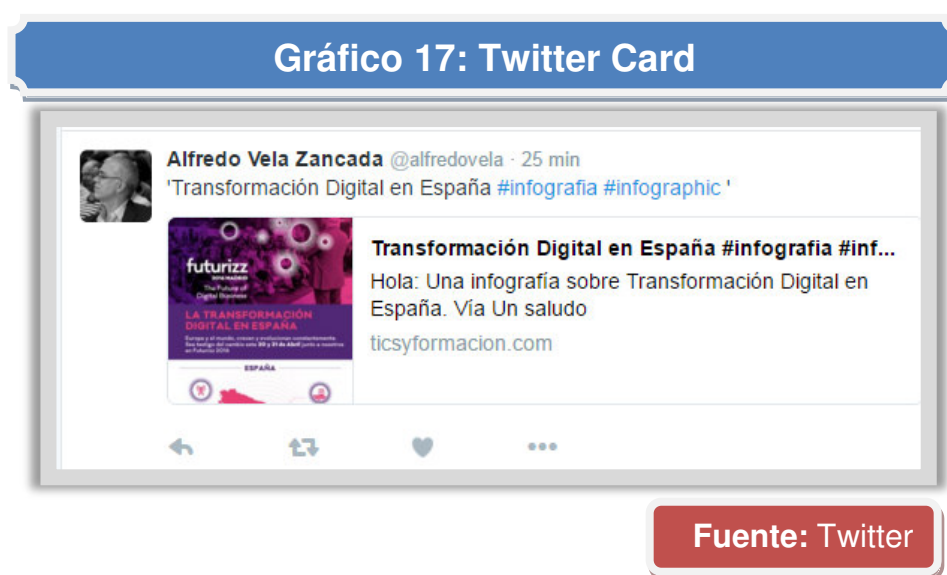 Gráfico 17: Twitter Card
Alfredo Vela Zancada @alfredovela · 25 min
'Transformación Digital en España #infografia #infographic '
futurizz
The Future of
Digital Business
LA TRANSFORMACIÓN
DIGITAL EN ESPAÑA
ESPAÑA
Transformación Digital en España #infografia #inf...
Hola: Una infografía sobre Transformación Digital en
España. Vía Un saludo
ticsyformacion.com
Fuente: Twitter